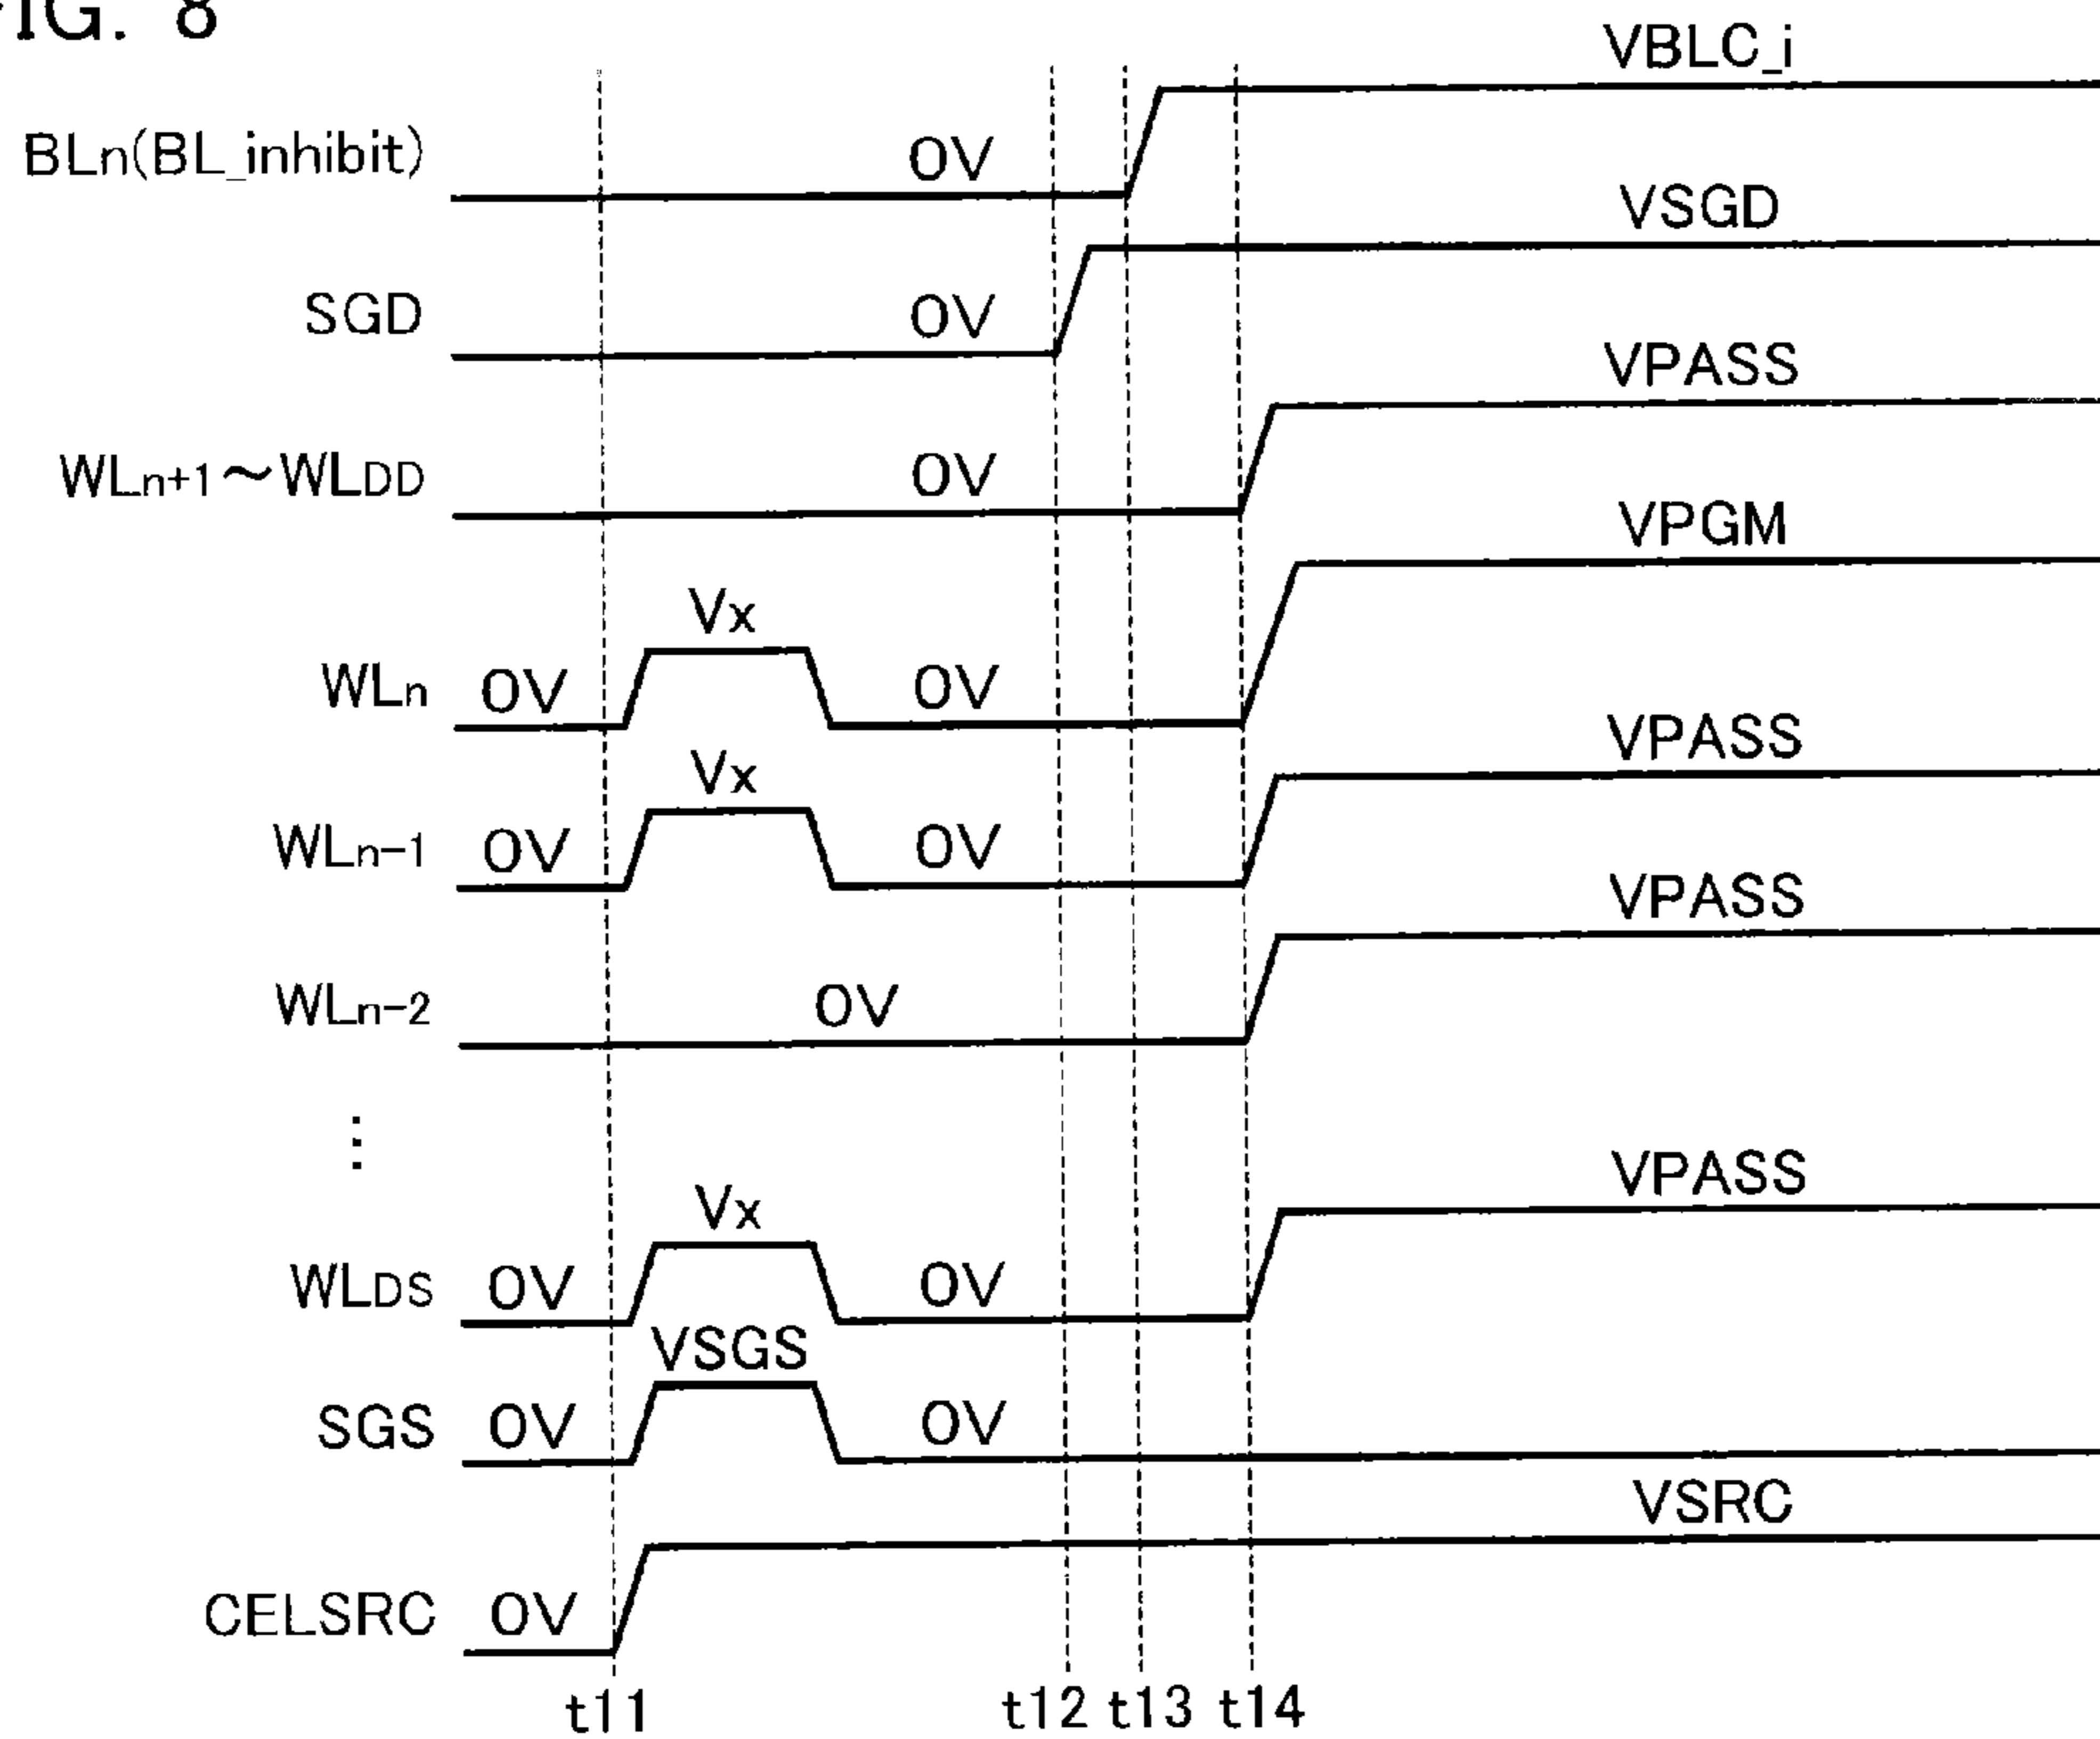 FIG. 8
VBLC_i
BLn(BL_inhibit) 0V
VSGD
SGD 0V
VPASS
WLn+1～WLDD 0V
VPGM
Vx
WLn 0V 0V
VPASS
Vx
WLn-1 0V 0V
VPASS
WLn-2 0V
⋮
VPASS
Vx
WLDS 0V 0V
VSGS
SGS 0V 0V
VSRC
CELSRC 0V
t11 t12 t13 t14